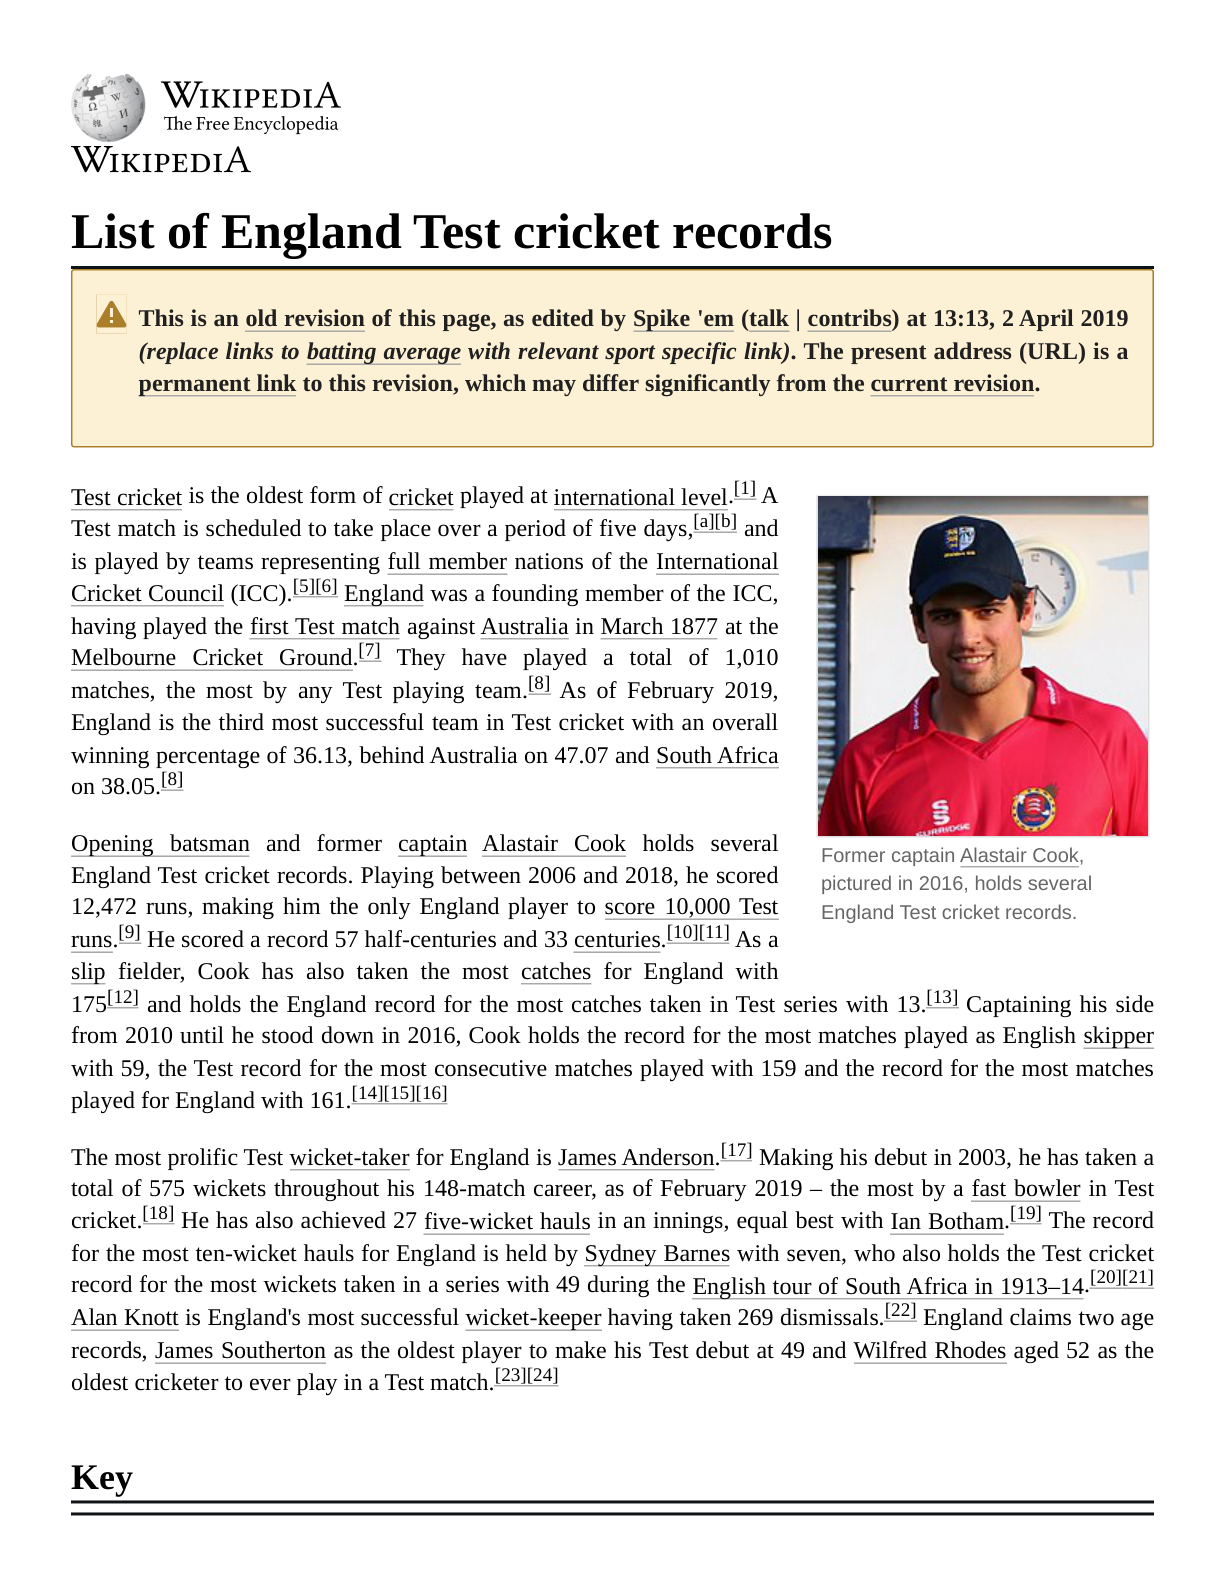 WIKIPEDIA
The Free Encyclopedia
WIKIPEDIA
List of England Test cricket records
This is an old revision of this page, as edited by Spike 'em (talk | contribs) at 13:13, 2 April 2019
(replace links to batting average with relevant sport specific link). The present address (URL) is a
permanent link to this revision, which may differ significantly from the current revision.
Test cricket is the oldest form of cricket played at international level.[1] A
Test match is scheduled to take place over a period of five days,[a][b] and
is played by teams representing full member nations of the International
Cricket Council (ICC).[5][6] England was a founding member of the ICC,
having played the first Test match against Australia in March 1877 at the
Melbourne Cricket Ground.[7] They have played a total of 1,010
matches, the most by any Test playing team.[8] As of February 2019,
England is the third most successful team in Test cricket with an overall
winning percentage of 36.13, behind Australia on 47.07 and South Africa
on 38.05.[8]
SURRIDGE
Former captain Alastair Cook,
pictured in 2016, holds several
England Test cricket records.
Opening batsman and former captain Alastair Cook holds several
England Test cricket records. Playing between 2006 and 2018, he scored
12,472 runs, making him the only England player to score 10,000 Test
runs.[9] He scored a record 57 half-centuries and 33 centuries.[10][11] As a
slip fielder, Cook has also taken the most catches for England with
175[12] and holds the England record for the most catches taken in Test series with 13.[13] Captaining his side
from 2010 until he stood down in 2016, Cook holds the record for the most matches played as English skipper
with 59, the Test record for the most consecutive matches played with 159 and the record for the most matches
played for England with 161.[14][15][16]
The most prolific Test wicket-taker for England is James Anderson.[17] Making his debut in 2003, he has taken a
total of 575 wickets throughout his 148-match career, as of February 2019 – the most by a fast bowler in Test
cricket.[18] He has also achieved 27 five-wicket hauls in an innings, equal best with Ian Botham.[19] The record
for the most ten-wicket hauls for England is held by Sydney Barnes with seven, who also holds the Test cricket
record for the most wickets taken in a series with 49 during the English tour of South Africa in 1913–14.[20][21]
Alan Knott is England's most successful wicket-keeper having taken 269 dismissals.[22] England claims two age
records, James Southerton as the oldest player to make his Test debut at 49 and Wilfred Rhodes aged 52 as the
oldest cricketer to ever play in a Test match.[23][24]
Key